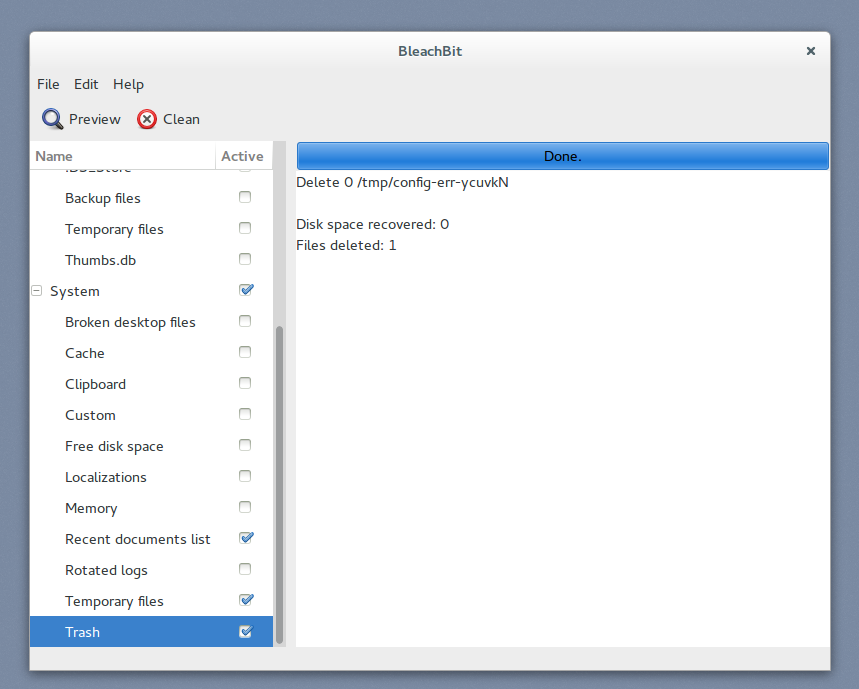 BleachBit
File Edit Help
Preview Clean
Name Active
.DS_Store
Backup files
Temporary files
Thumbs.db
System
Broken desktop files
Cache
Clipboard
Custom
Free disk space
Localizations
Memory
Recent documents list
Rotated logs
Temporary files
Trash
Done.
Delete 0 /tmp/config-err-ycuvkN
Disk space recovered: 0
Files deleted: 1